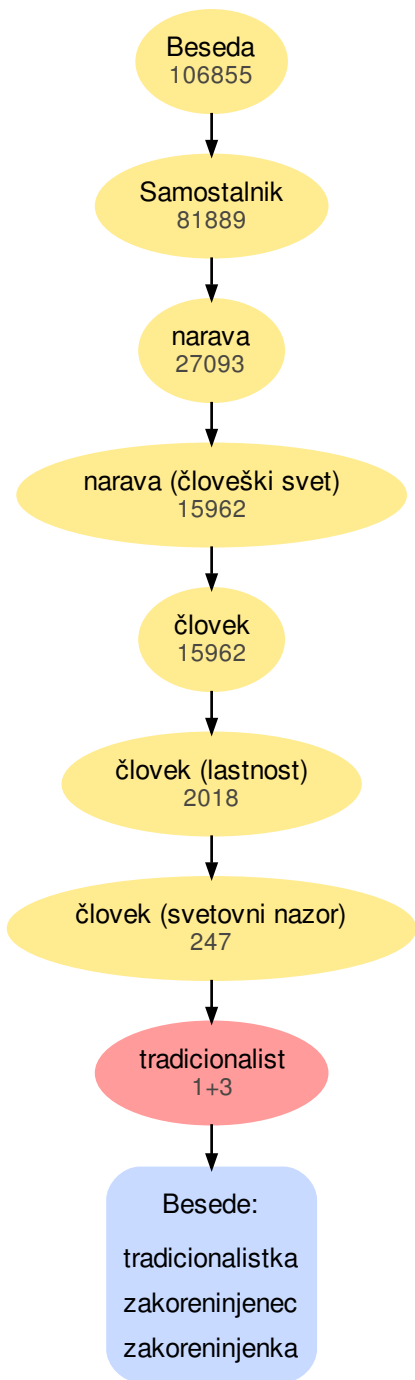 Beseda
106855
Samostalnik
81889
narava
27093
narava (človeški svet)
15962
človek
15962
človek (lastnost)
2018
človek (svetovni nazor)
247
tradicionalist
1+3
Besede:
tradicionalistka
zakoreninjenec
zakoreninjenka